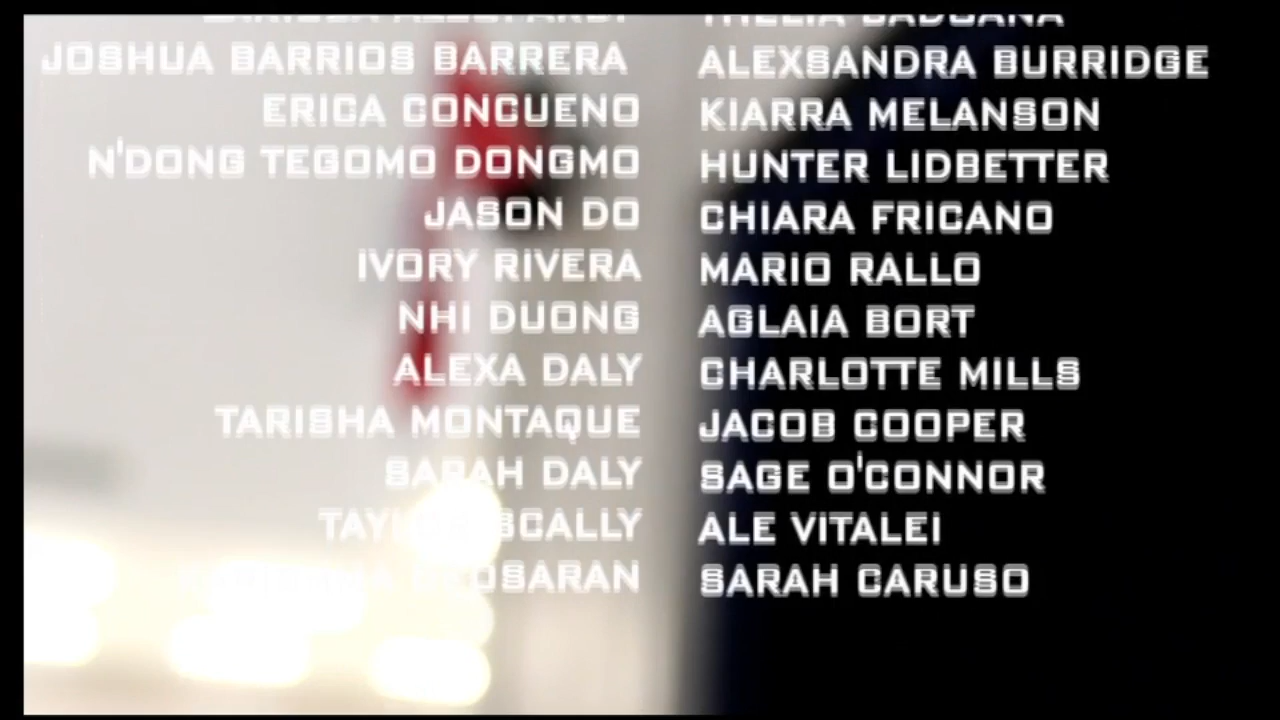 JOSHUA BARRIOS BARRERA
ERICA CONCUENO
N'DONG TEGOMO DONGMO
JASON DO
IVORY RIVERA
NHI DUONG
ALEXA DALY
TARISHA MONTAQUE
SARAH DALY
SCALLY
ALEXSANDRA BURRIDGE
KIARRA MELANSON
HUNTER LIDBETTER
CHIARA FRICANO
MARIO RALLO
AGLAIA BORT
CHARLOTTE MILLS
JACOB COOPER
SAGE O'CONNOR
ALE VITALEI
SARAH CARUSO